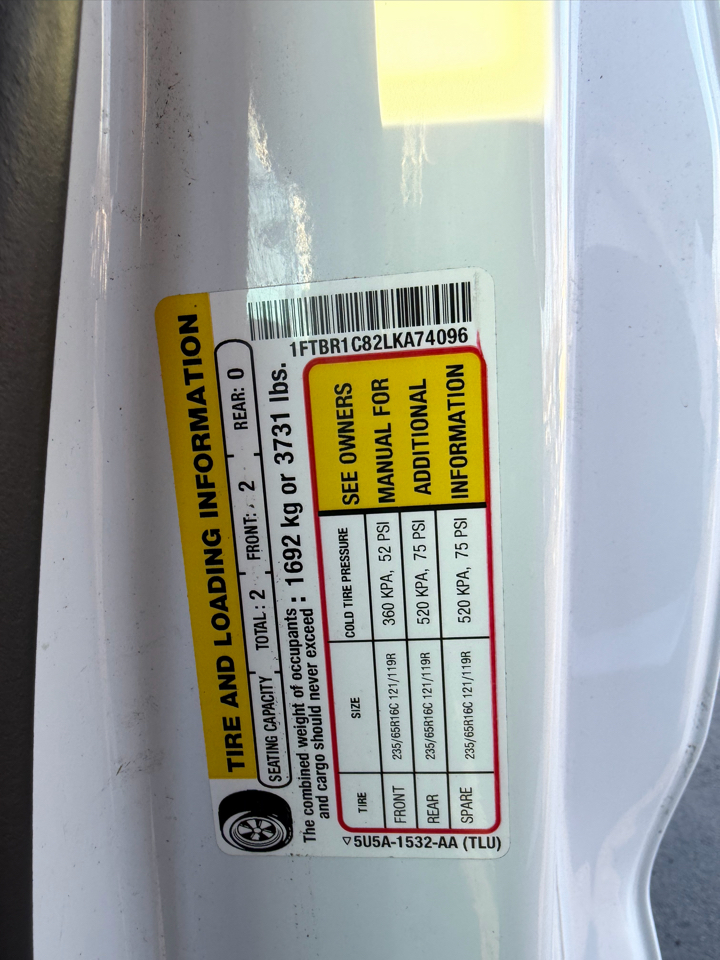 TIRE AND LOADING INFORMATION
SEATING CAPACITY TOTAL: 2 FRONT: 2 REAR: 0
The combined weight of occupants
and cargo should never exceed : 1692 kg or 3731 lbs.
1FTBR1C82LKA74096
TIRE SIZE COLD TIRE PRESSURE
FRONT 235/65R16C 121/119R 360 KPA, 52 PSI
REAR 235/65R16C 121/119R 520 KPA, 75 PSI
SPARE 235/65R16C 121/119R 520 KPA, 75 PSI
SEE OWNERS
MANUAL FOR
ADDITIONAL
INFORMATION
▽5U5A-1532-AA (TLU)